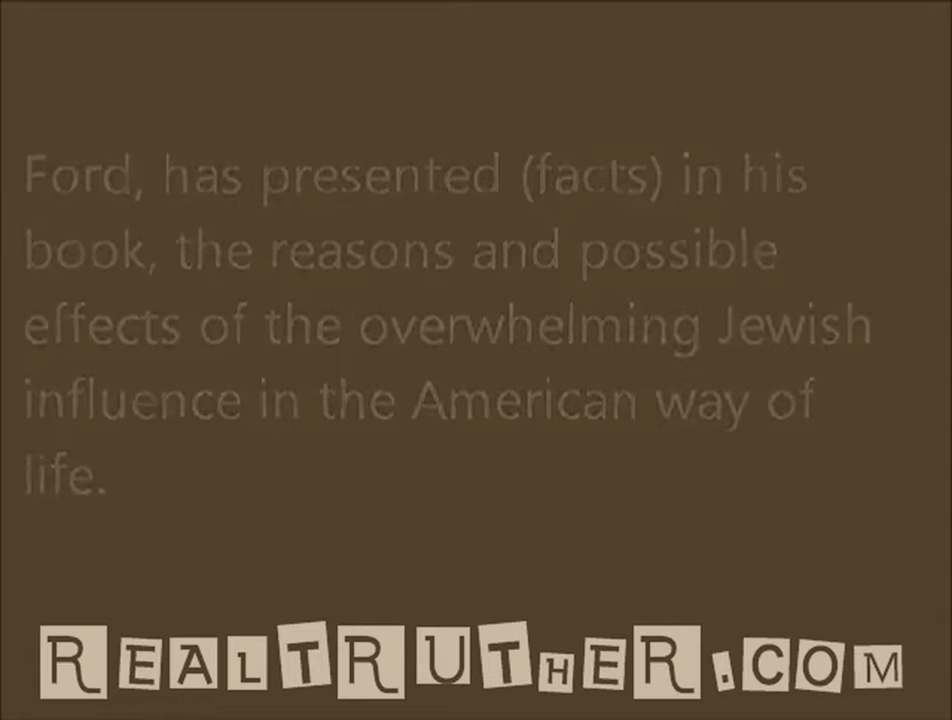 Ford, has presented (facts) in his
book, the reasons and possible
effects of the overwhelming Jewish
influence in the American way of
life.
REALTRUTHER.COM